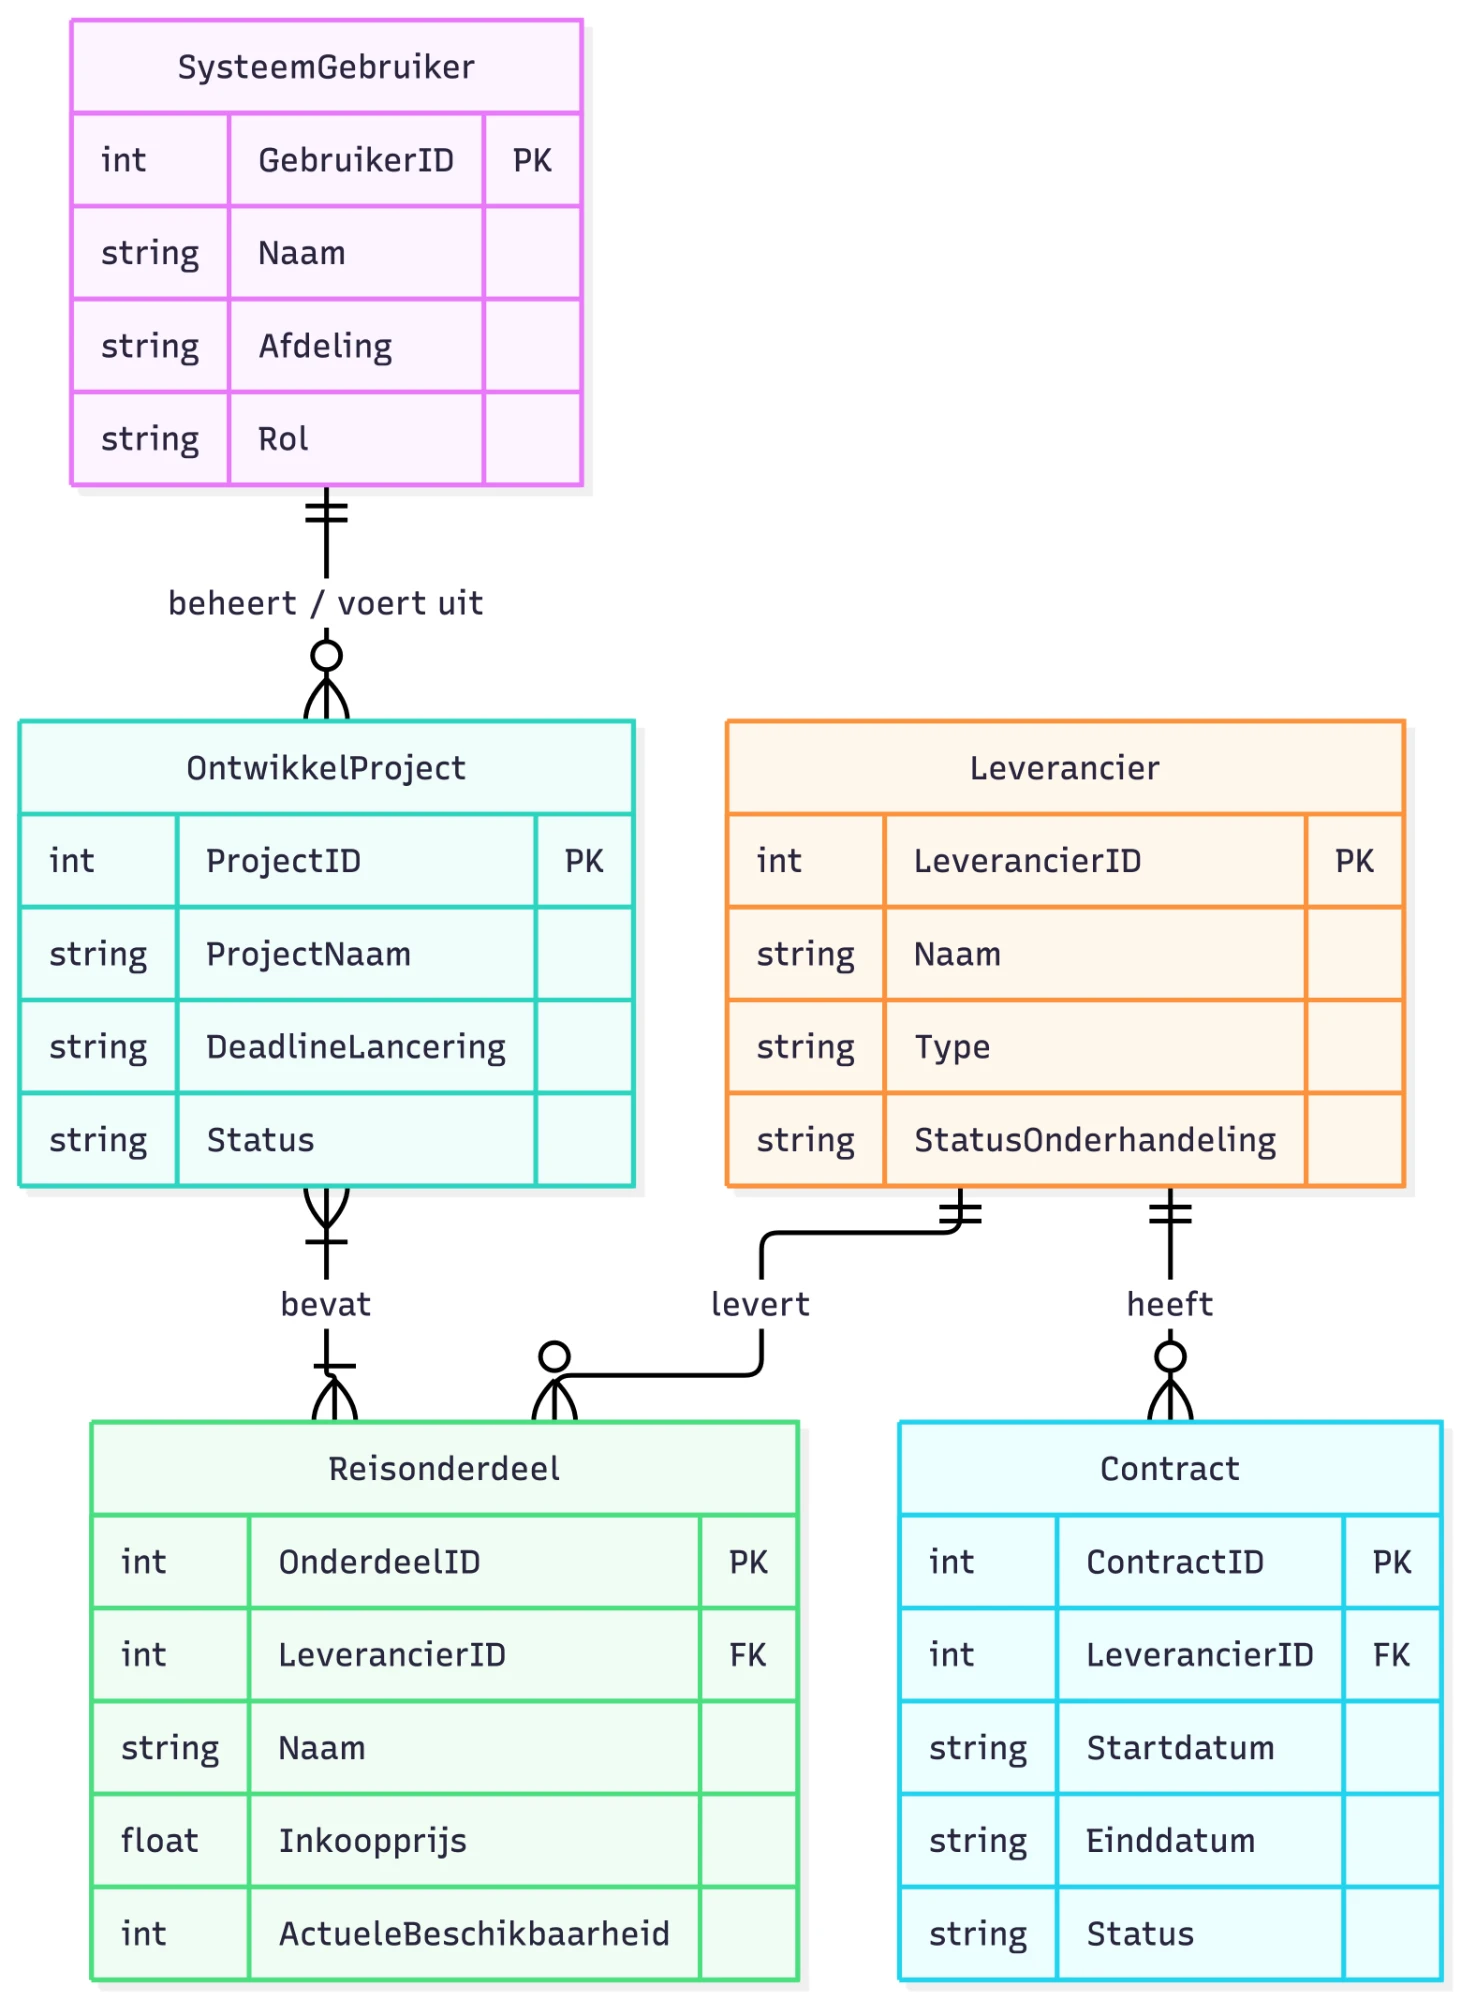 SysteemGebruiker
int GebruikerID PK
string Naam
string Afdeling
string Rol
beheert / voert uit
OntwikkelProject
int ProjectID PK
string ProjectNaam
string DeadlineLancering
string Status
Leverancier
int LeverancierID PK
string Naam
string Type
string StatusOnderhandeling
bevat
levert
heeft
Reisonderdeel
int OnderdeelID PK
int LeverancierID FK
string Naam
float Inkoopprijs
int ActueleBeschikbaarheid
Contract
int ContractID PK
int LeverancierID FK
string Startdatum
string Einddatum
string Status